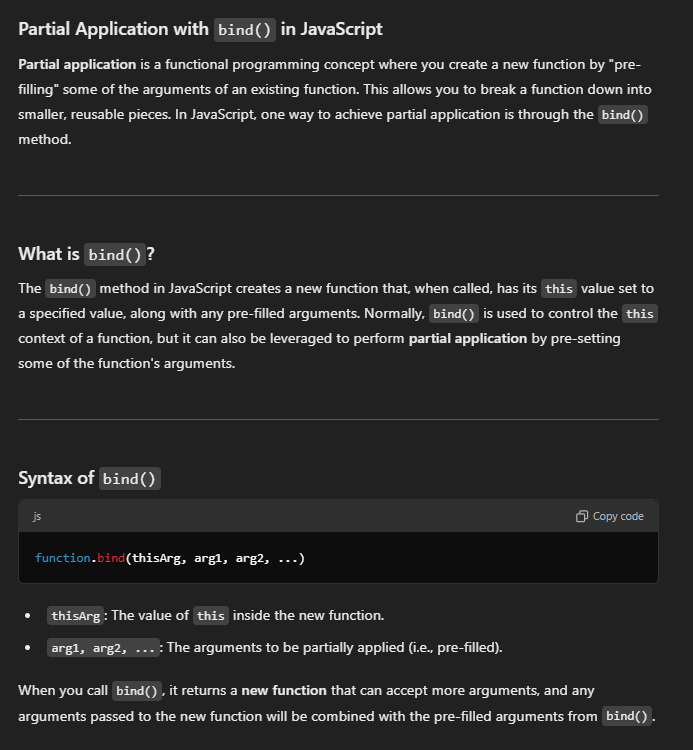 Partial Application with bind() in JavaScript
Partial application is a functional programming concept where you create a new function by "pre-
filling" some of the arguments of an existing function. This allows you to break a function down into
smaller, reusable pieces. In JavaScript, one way to achieve partial application is through the bind()
method.
What is bind()?
The bind() method in JavaScript creates a new function that, when called, has its this value set to
a specified value, along with any pre-filled arguments. Normally, bind() is used to control the this
context of a function, but it can also be leveraged to perform partial application by pre-setting
some of the function's arguments.
Syntax of bind()
js Copy code
function.bind(thisArg, arg1, arg2, ...)
• thisArg: The value of this inside the new function.
• arg1, arg2, ...: The arguments to be partially applied (i.e., pre-filled).
When you call bind(), it returns a new function that can accept more arguments, and any
arguments passed to the new function will be combined with the pre-filled arguments from bind().